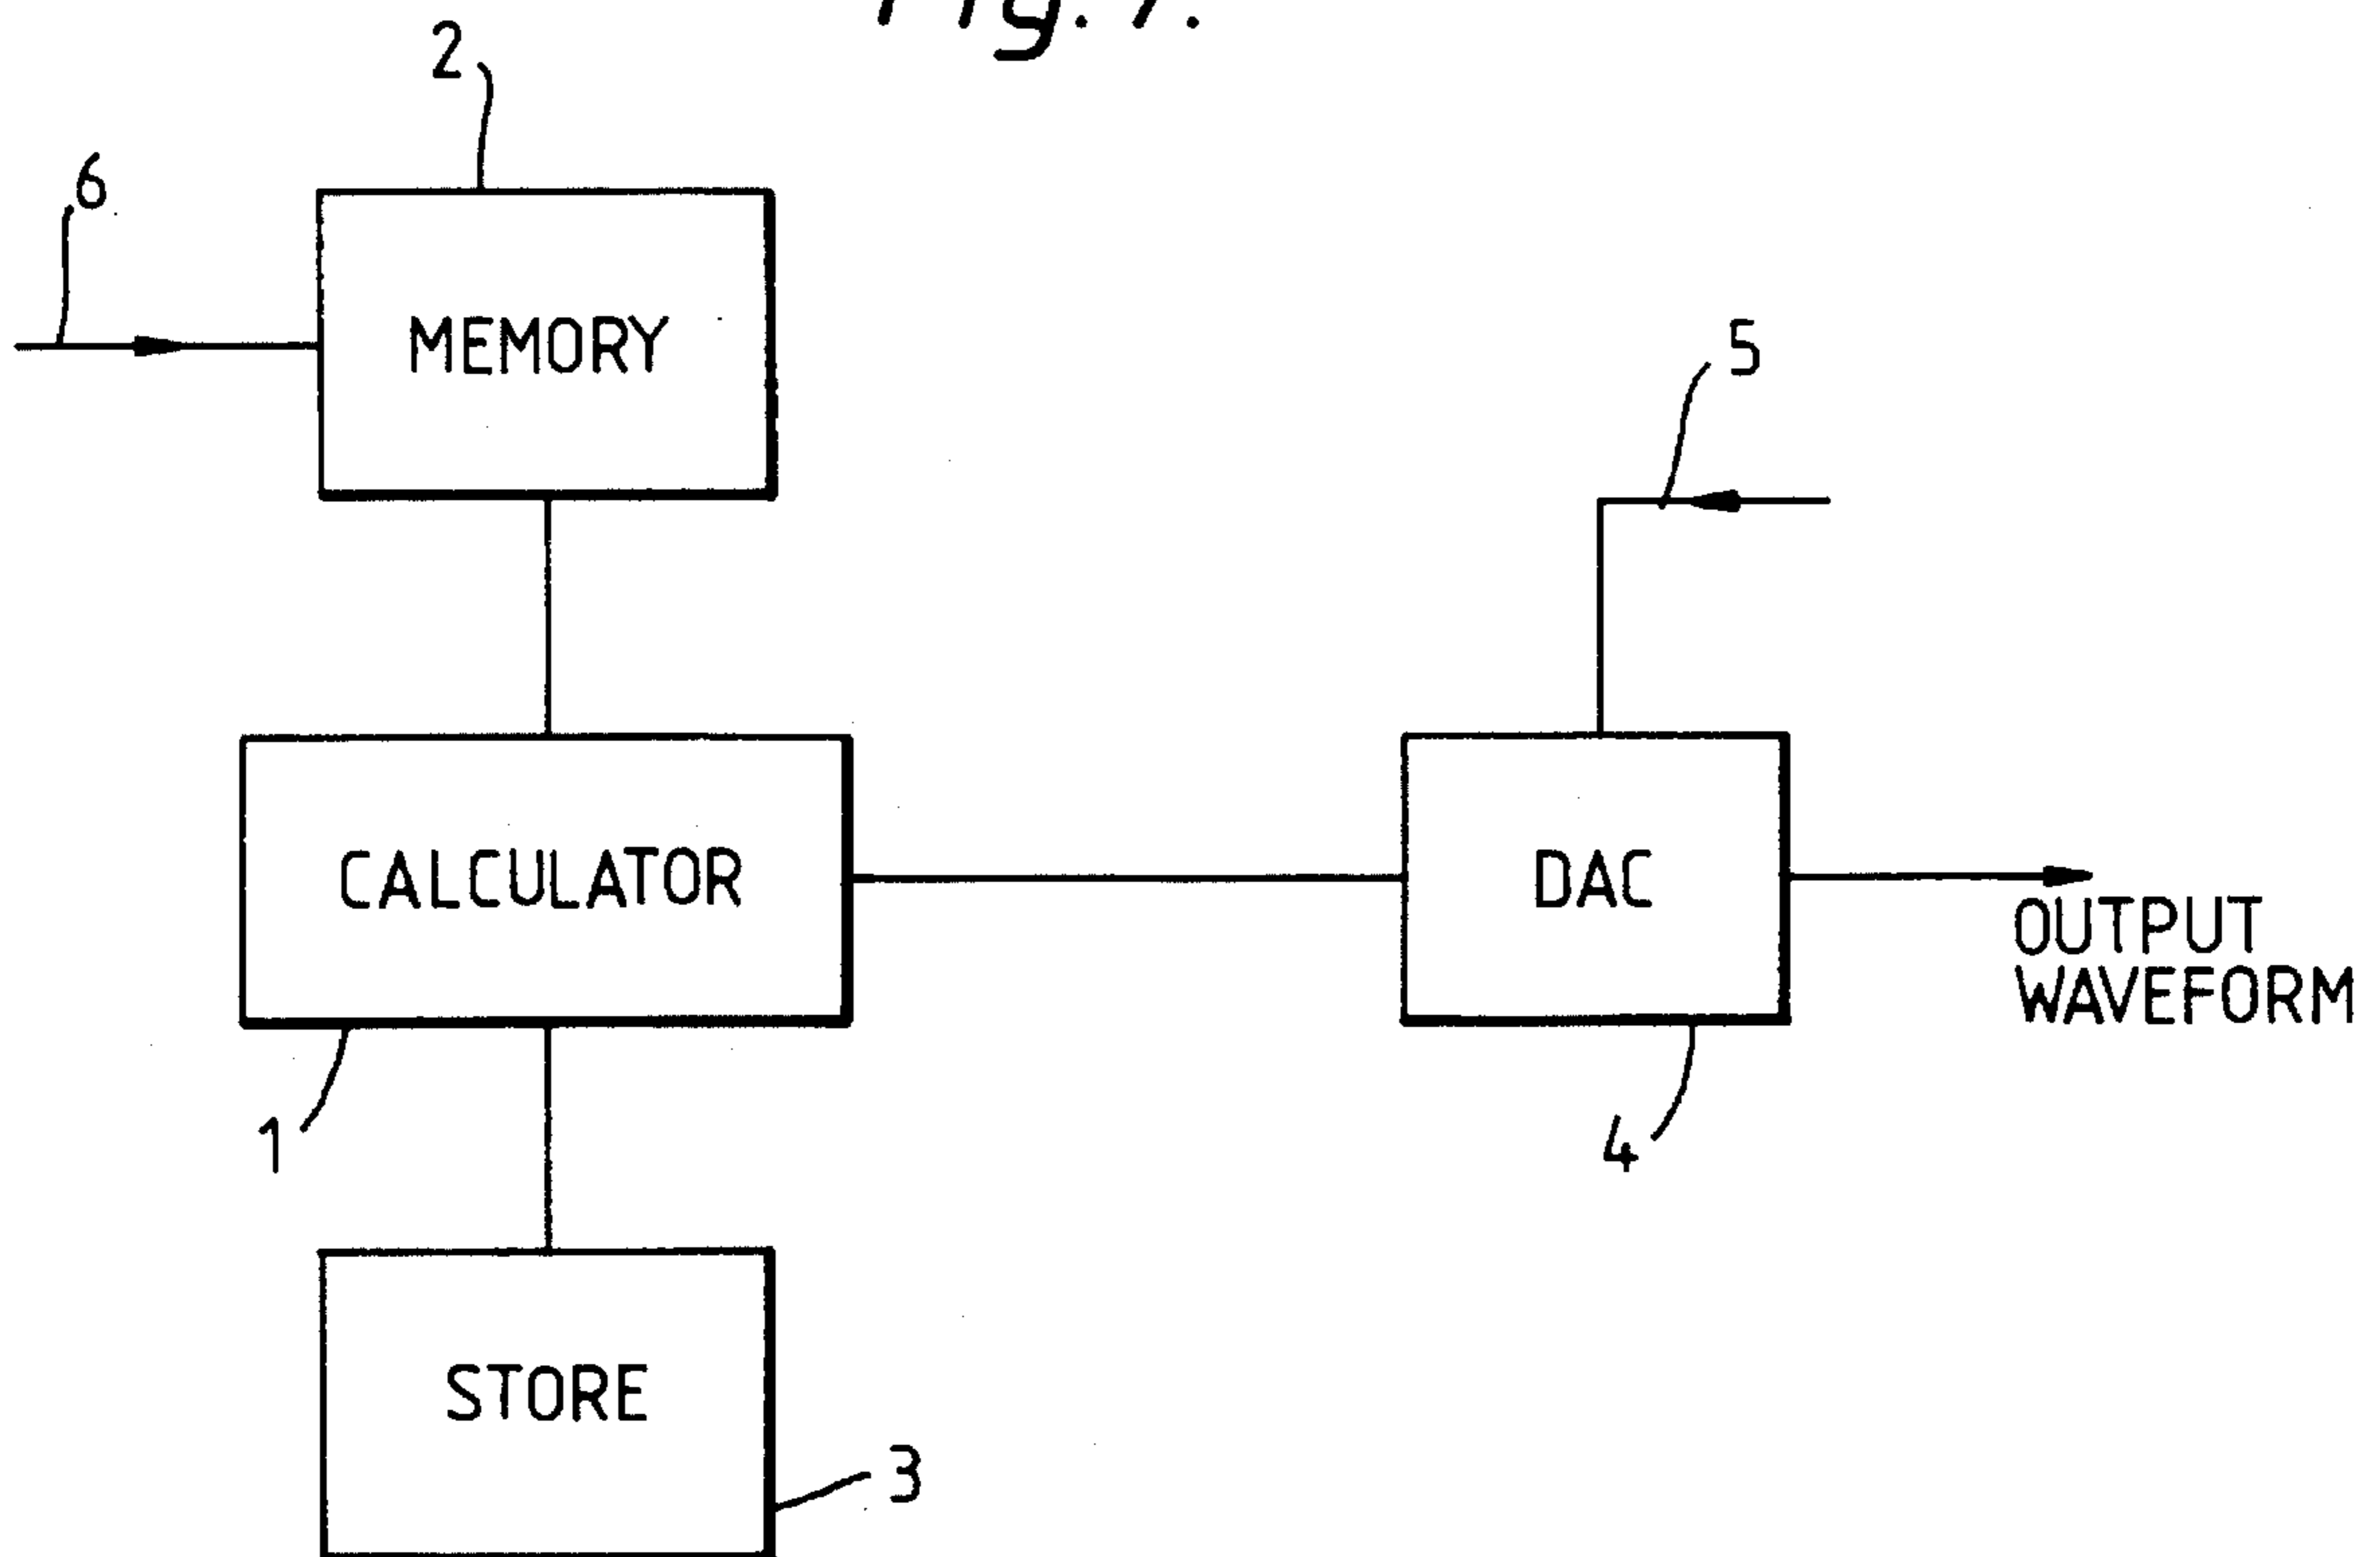 2
6
MEMORY
5
CALCULATOR
DAC
OUTPUT
WAVEFORM
1
4
STORE
3